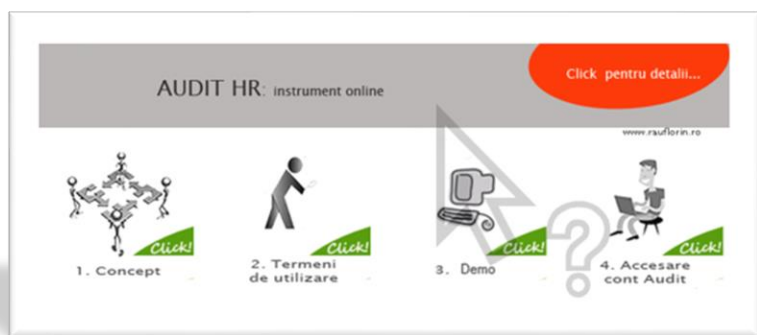 AUDIT HR: instrument online
Click pentru detalii...
www.rauflorin.ro
Click!
1. Concept
Click!
2. Termeni
de utilizare
Click!
3. Demo
Click!
4. Accesare
cont Audit